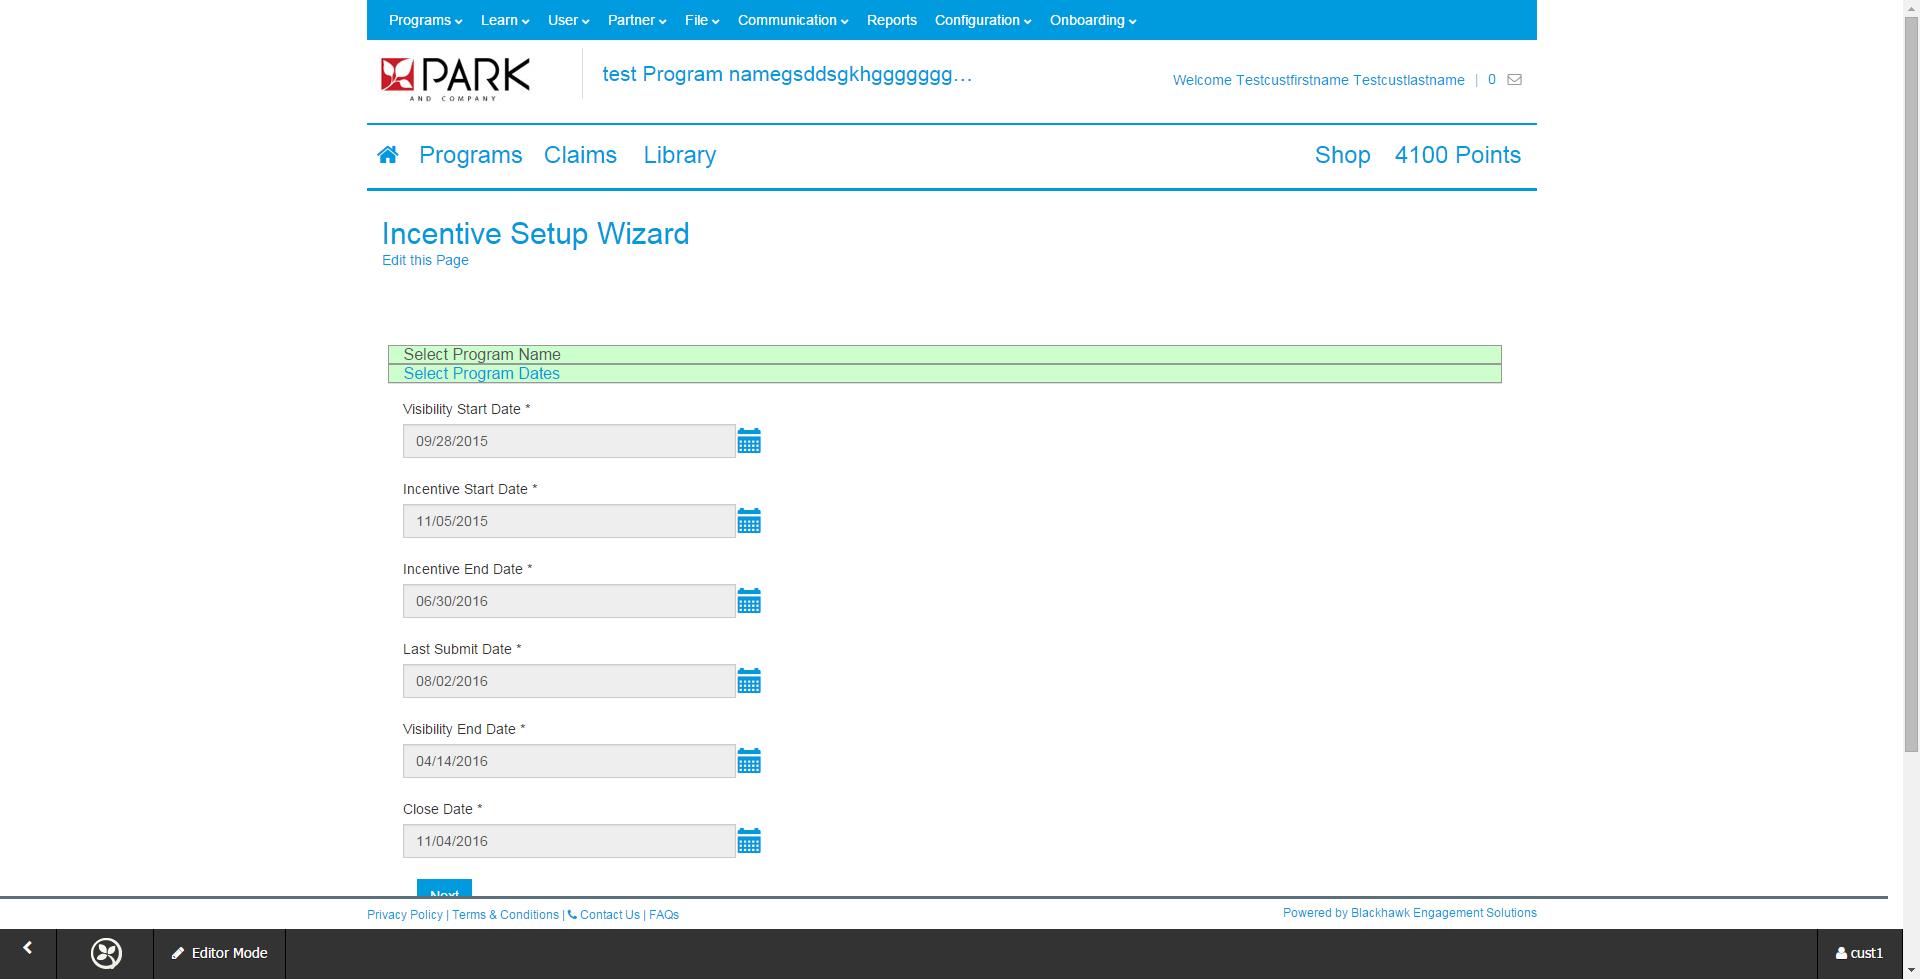 Programs Learn User Partner File Communication Reports Configuration Onboarding
PARK
AND COMPANY
test Program namegsddsgkhggggggg...
Welcome Testcustfirstname Testcustlastname | 0
Programs Claims Library Shop 4100 Points
Incentive Setup Wizard
Edit this Page
Select Program Name
Select Program Dates
Visibility Start Date *
09/28/2015
Incentive Start Date *
11/05/2015
Incentive End Date *
06/30/2016
Last Submit Date *
08/02/2016
Visibility End Date *
04/14/2016
Close Date *
11/04/2016
Next
Privacy Policy | Terms & Conditions | Contact Us | FAQs
Powered by Blackhawk Engagement Solutions
Editor Mode
cust1